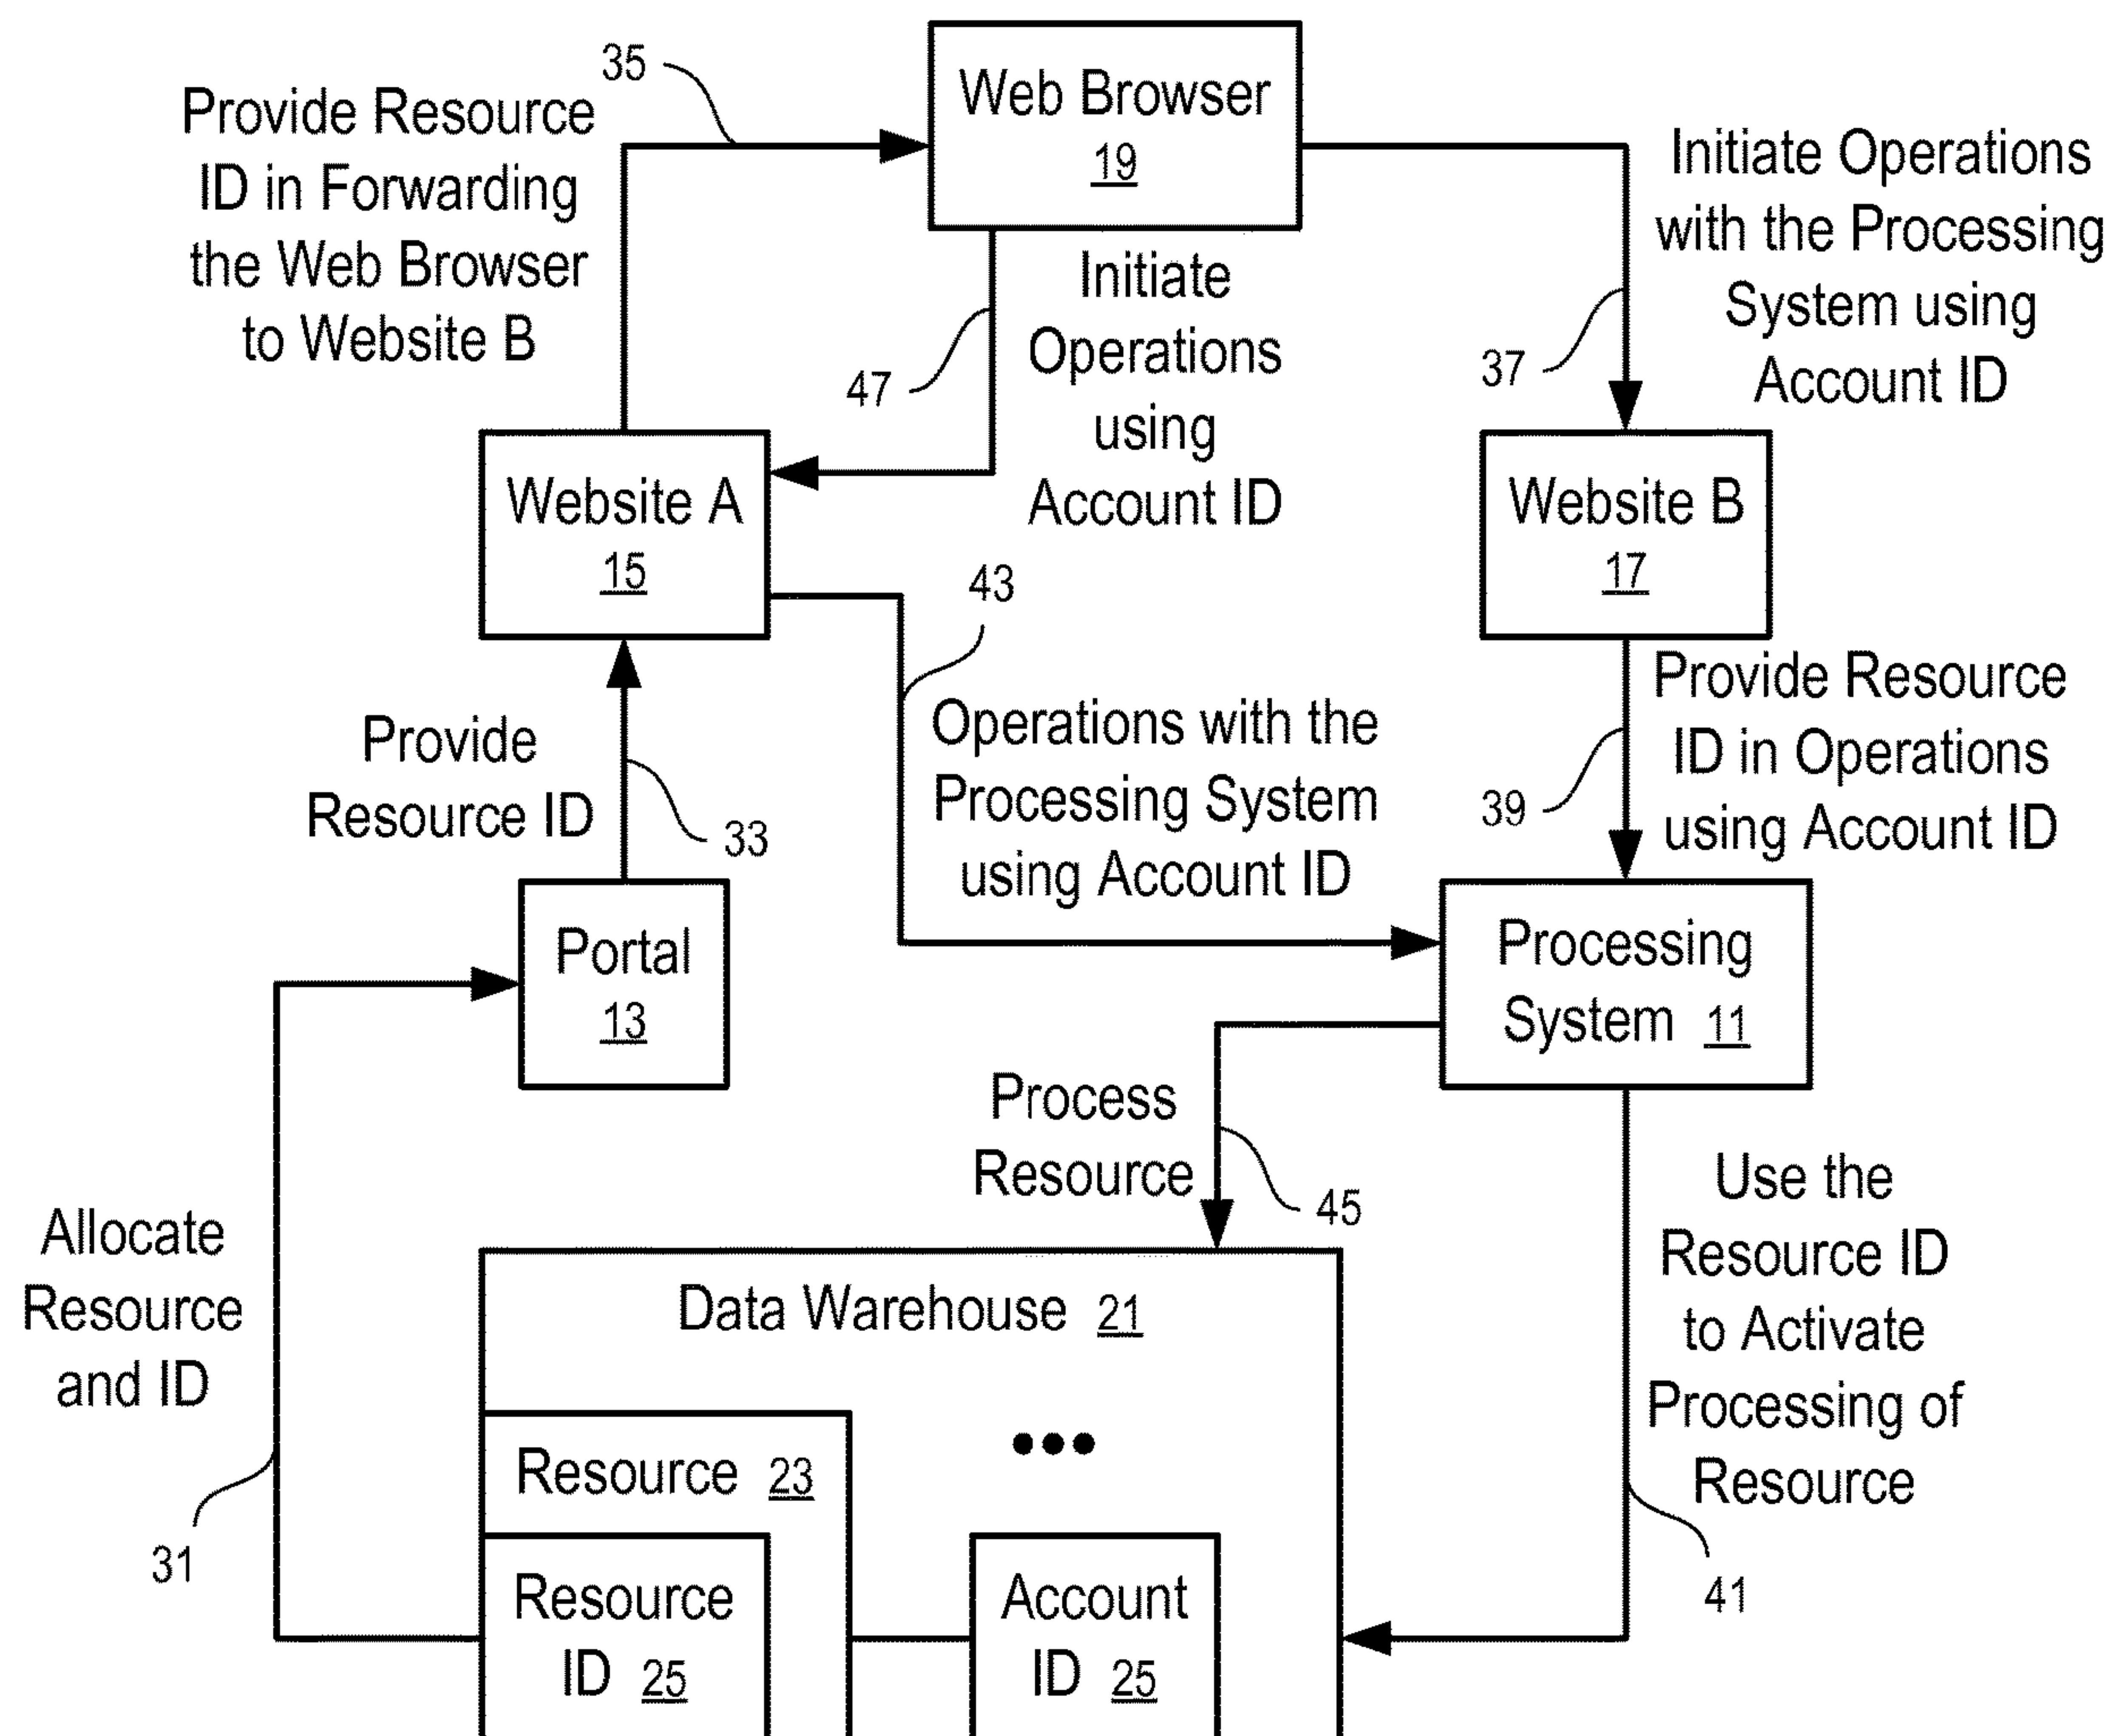 35
Web Browser
19
Provide Resource
ID in Forwarding
the Web Browser
to Website B
Initiate Operations
with the Processing
System using
Account ID
Initiate
Operations
using
Account ID
47
37
Website A
15
Website B
17
43
Provide Resource
ID in Operations
using Account ID
39
Provide
Resource ID
33
Operations with the
Processing System
using Account ID
Portal
13
Processing
System 11
Process
Resource
45
Use the
Resource ID
to Activate
Processing of
Resource
41
Allocate
Resource
and ID
31
Data Warehouse 21
Resource 23
•••
Resource
ID 25
Account
ID 25